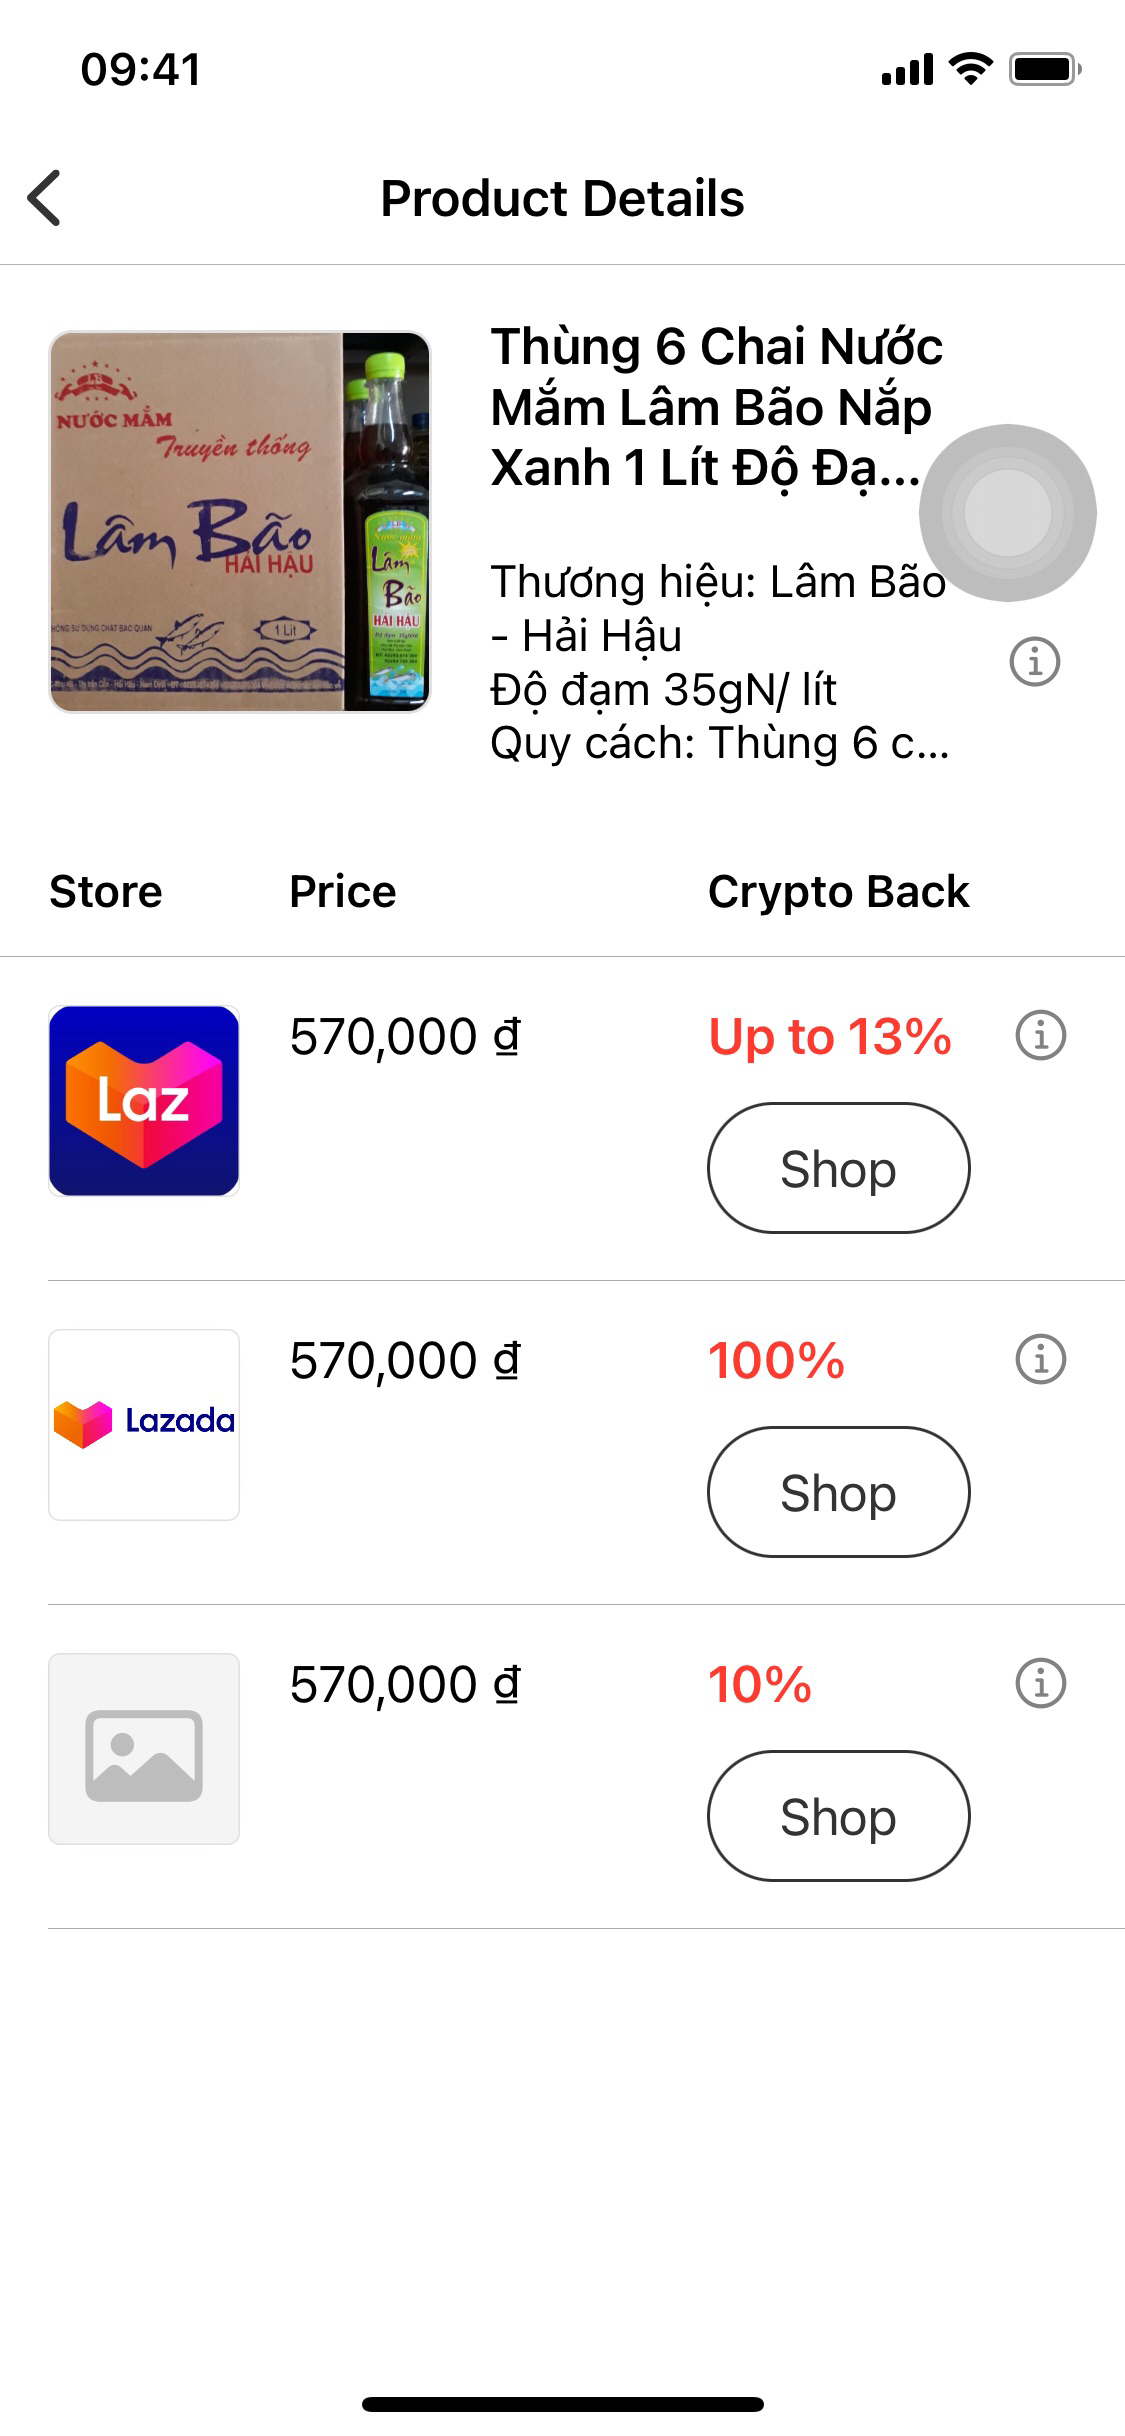 09:41
Product Details
NƯỚC MẮM
Truyền thống
Lâm Bão
HẢI HẬU
1 Lít
Lâm
Bão
HẢI HẬU
Thùng 6 Chai Nước
Mắm Lâm Bão Nắp
Xanh 1 Lít Độ Đạ...
Thương hiệu: Lâm Bão
- Hải Hậu
Độ đạm 35gN/ lít
Quy cách: Thùng 6 c...
Store Price Crypto Back
Laz
570,000 ₫ Up to 13%
Shop
Lazada
570,000 ₫ 100%
Shop
570,000 ₫ 10%
Shop